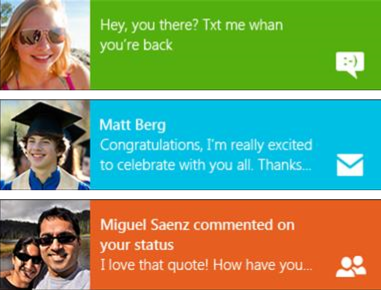 Hey, you there? Txt me whan
you're back
:-)
Matt Berg
Congratulations, I'm really excited
to celebrate with you all. Thanks...
Miguel Saenz commented on
your status
I love that quote! How have you...